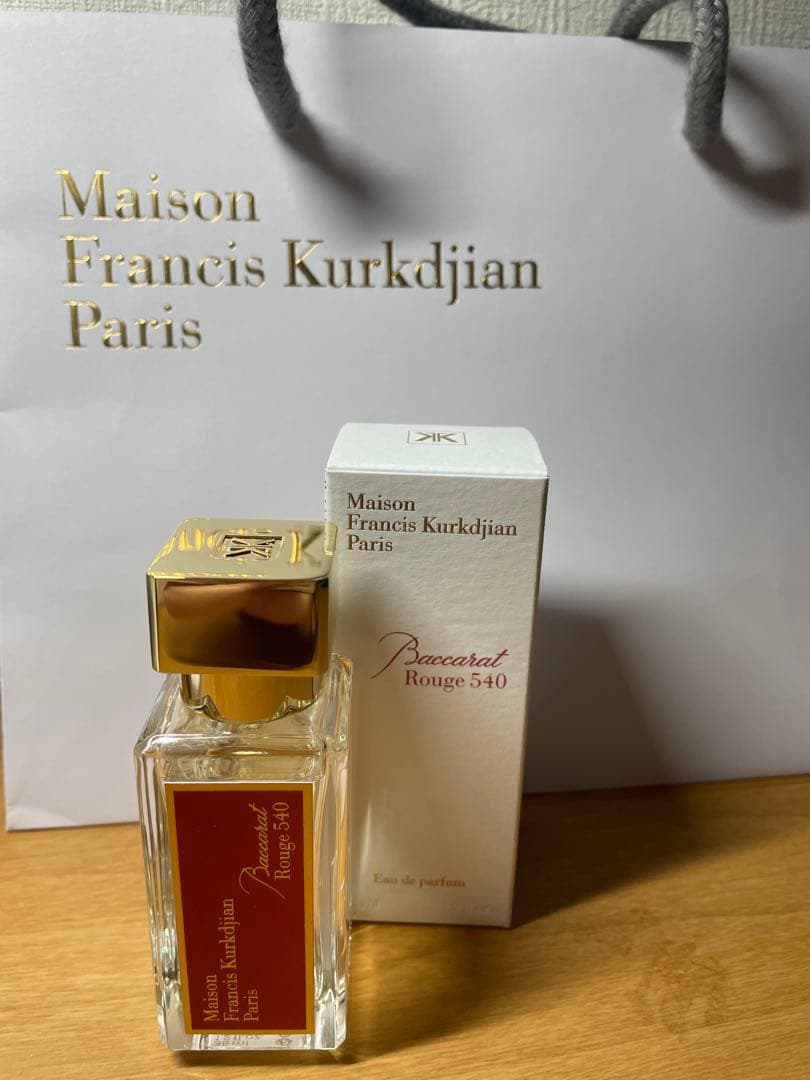 Maison
Francis Kurkdjian
Paris
Maison
Francis Kurkdjian
Paris
Baccarat
Rouge 540
Eau de parfum
Baccarat
Rouge 540
Maison
Francis Kurkdjian
Paris